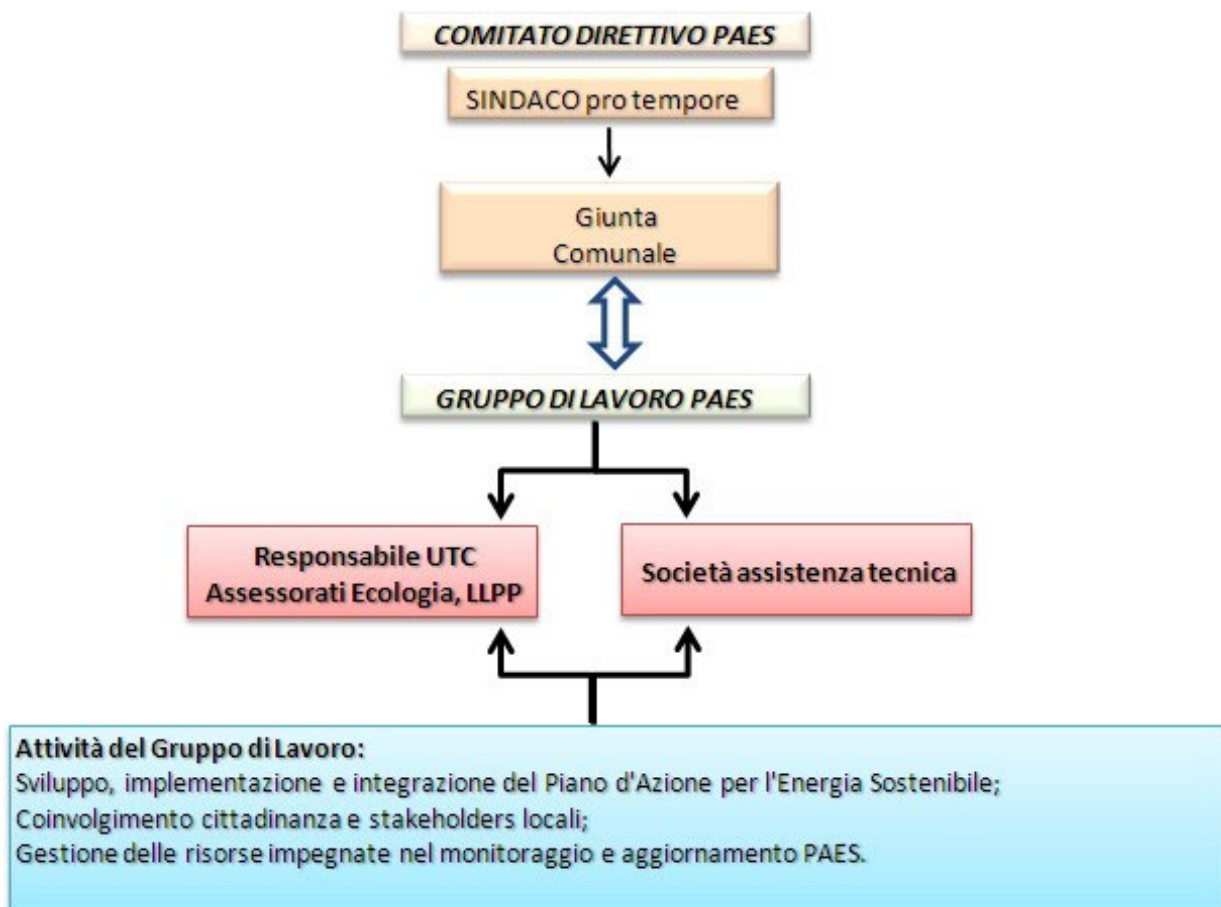 COMITATO DIRETTIVO PAES
SINDACO pro tempore
Giunta
Comunale
GRUPPO DI LAVORO PAES
Responsabile UTC
Assessorati Ecologia, LLPP
Società assistenza tecnica
Attività del Gruppo di Lavoro:
Sviluppo, implementazione e integrazione del Piano d'Azione per l'Energia Sostenibile;
Coinvolgimento cittadinanza e stakeholders locali;
Gestione delle risorse impegnate nel monitoraggio e aggiornamento PAES.